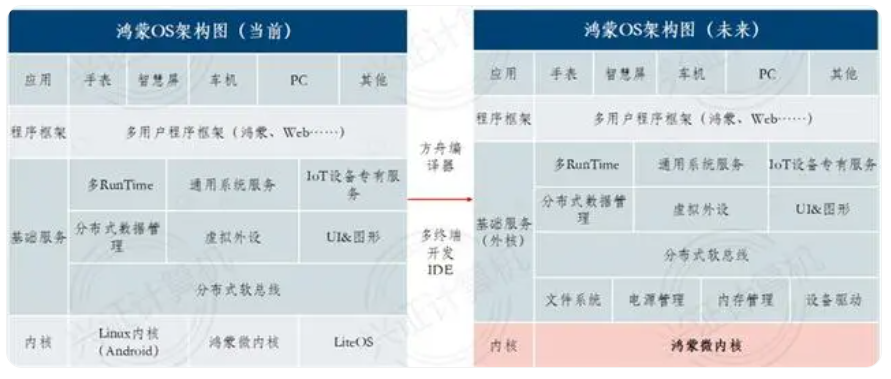 鸿蒙OS架构图（当前）
应用 手表 智慧屏 车机 PC 其他
程序框架 多用户程序框架（鸿蒙、Web……）
基础服务
多RunTime 通用系统服务 IoT设备专有服
务
分布式数据管
理 虚拟外设 UI&图形
分布式软总线
内核
Linux内核
（Android） 鸿蒙微内核 LiteOS
方舟编
译器
多终端
开发
IDE
鸿蒙OS架构图（未来）
应用 手表 智慧屏 车机 PC 其他
程序框架 多用户程序框架（鸿蒙、Web……）
基础服务
（外核）
多RunTime 通用系统服务 IoT设备专有服务
分布式数据管
理 虚拟外设 UI&图形
分布式软总线
文件系统 电源管理 内存管理 设备驱动
内核 鸿蒙微内核
兴证计算机
兴证计算机